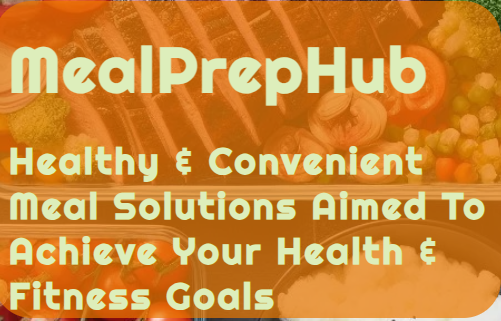 MealPrepHub
Healthy & Convenient
Meal Solutions Aimed To
Achieve Your Health &
Fitness Goals